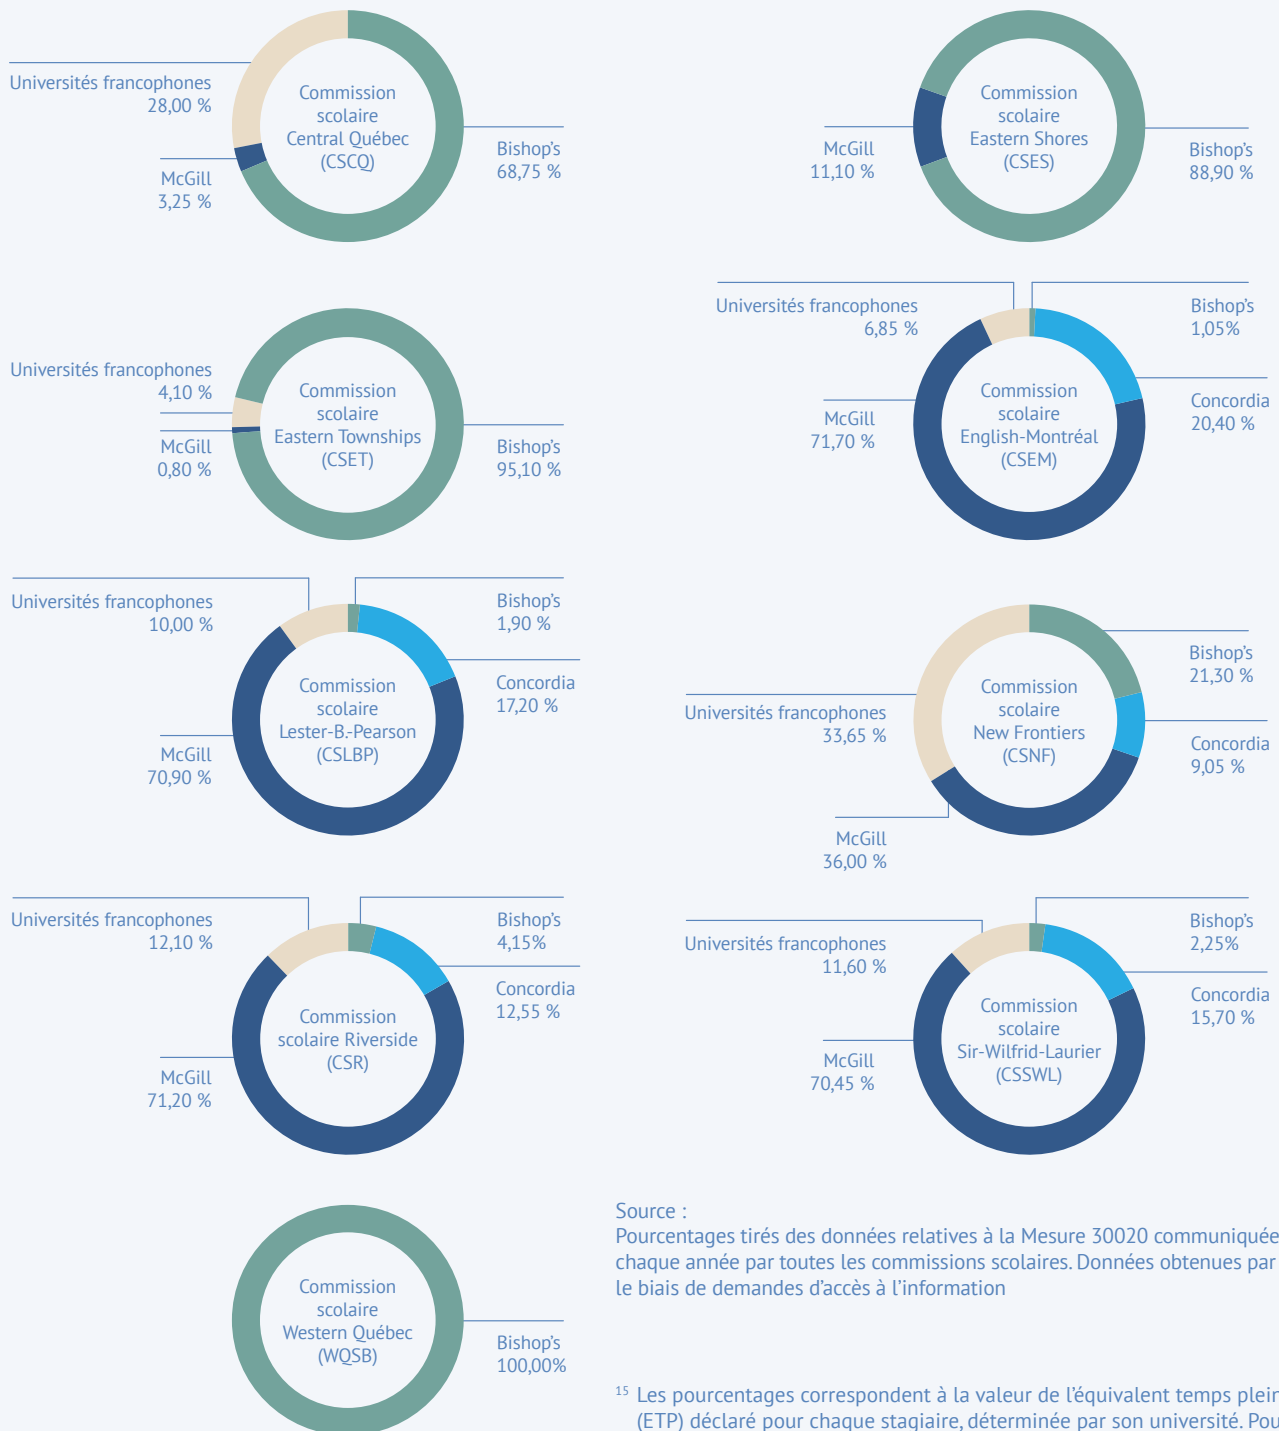 Universités francophones
28,00 %
McGill
3,25 %
Commission
scolaire
Central Québec
(CSCQ)
Bishop's
68,75 %
McGill
11,10 %
Commission
scolaire
Eastern Shores
(CSES)
Bishop's
88,90 %
Universités francophones
4,10 %
McGill
0,80 %
Commission
scolaire
Eastern Townships
(CSET)
Bishop's
95,10 %
Universités francophones
6,85 %
McGill
71,70 %
Commission
scolaire
English-Montréal
(CSEM)
Bishop's
1,05%
Concordia
20,40 %
Universités francophones
10,00 %
McGill
70,90 %
Commission
scolaire
Lester-B.-Pearson
(CSLBP)
Bishop's
1,90 %
Concordia
17,20 %
Universités francophones
33,65 %
McGill
36,00 %
Commission
scolaire
New Frontiers
(CSNF)
Bishop's
21,30 %
Concordia
9,05 %
Universités francophones
12,10 %
McGill
71,20 %
Commission
scolaire Riverside
(CSR)
Bishop's
4,15%
Concordia
12,55 %
Universités francophones
11,60 %
McGill
70,45 %
Commission
scolaire
Sir-Wilfrid-Laurier
(CSSWL)
Bishop's
2,25%
Concordia
15,70 %
Commission
scolaire
Western Québec
(WQSB)
Bishop's
100,00%
Source :
Pourcentages tirés des données relatives à la Mesure 30020 communiquée
chaque année par toutes les commissions scolaires. Données obtenues par
le biais de demandes d'accès à l'information
15 Les pourcentages correspondent à la valeur de l'équivalent temps plein
(ETP) déclaré pour chaque stagiaire, déterminée par son université. Pou